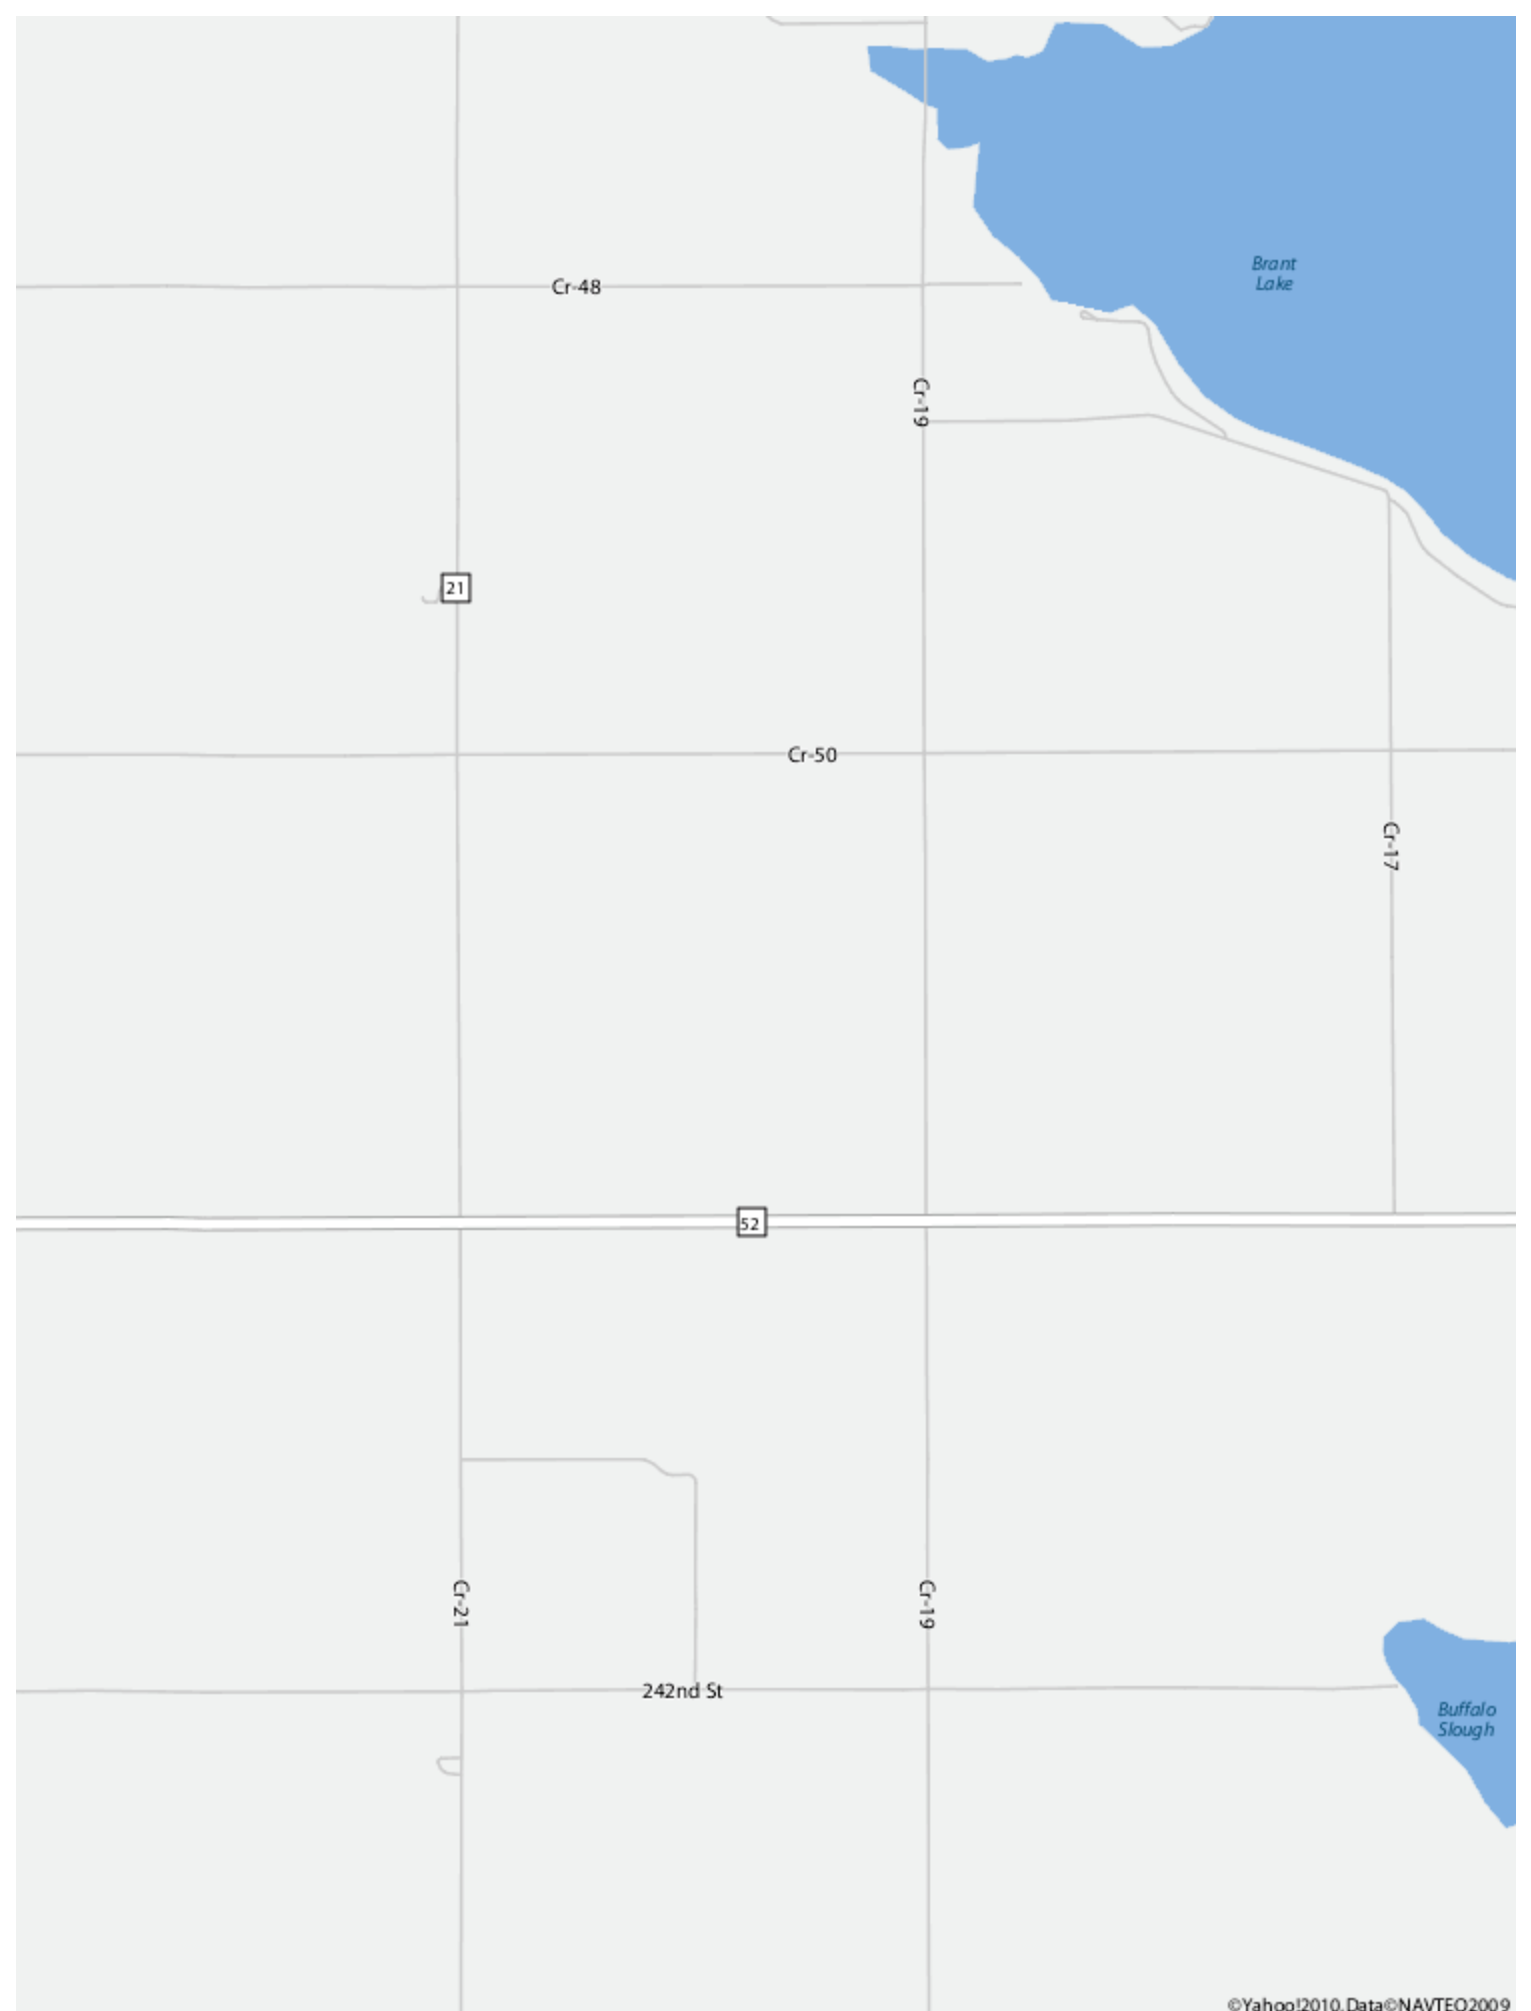 Brant
Lake
Cr-48
Cr-19
21
Cr-50
Cr-17
52
Cr-21
Cr-19
242nd St
Buffalo
Slough
©Yahoo!2010, Data©NAVTEQ2009